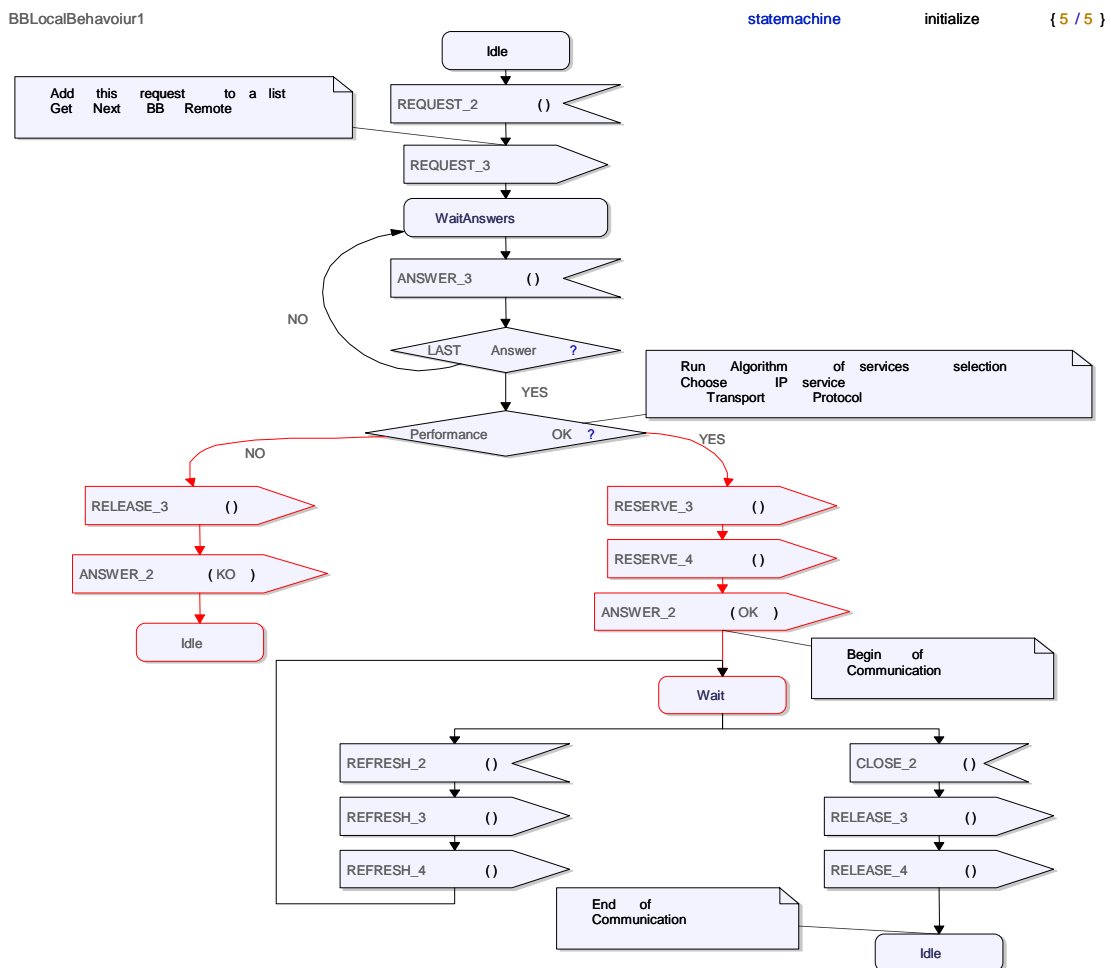 BBLocalBehavoiur1 statemachine initialize { 5 / 5 }
Idle
Add this request to a list
Get Next BB Remote
REQUEST_2 ()
REQUEST_3
WaitAnswers
ANSWER_3 ()
NO
LAST Answer ?
YES
Run Algorithm of services selection
Choose IP service
Transport Protocol
Performance OK ?
NO
YES
RELEASE_3 ()
RESERVE_3 ()
RESERVE_4 ()
ANSWER_2 ( KO )
ANSWER_2 ( OK )
Idle
Begin of
Communication
Wait
REFRESH_2 ()
CLOSE_2 ()
REFRESH_3 ()
RELEASE_3 ()
REFRESH_4 ()
RELEASE_4 ()
End of
Communication
Idle